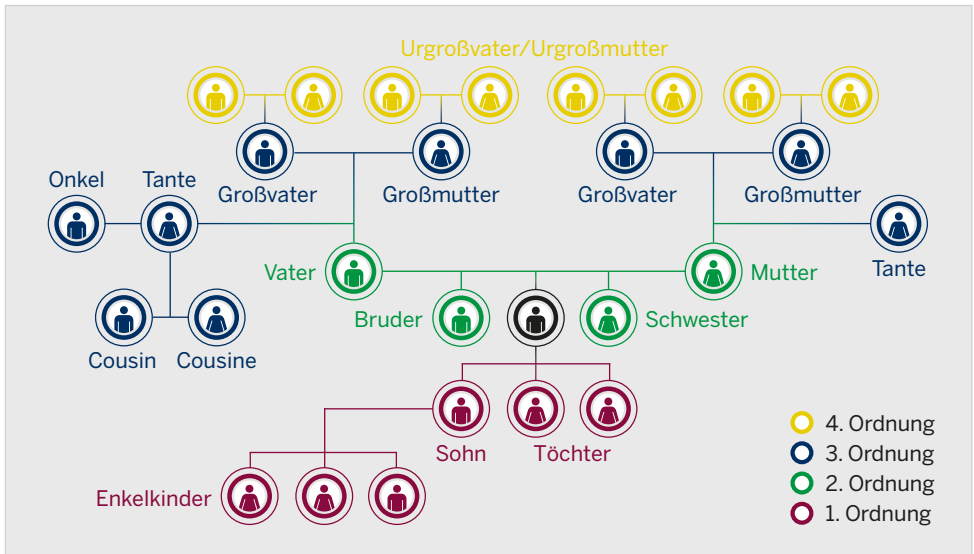 Urgroßvater/Urgroßmutter
Großvater
Großmutter
Großvater
Großmutter
Onkel
Tante
Tante
Vater
Mutter
Bruder
Schwester
Cousin
Cousine
Sohn
Töchter
Enkelkinder
4. Ordnung
3. Ordnung
2. Ordnung
1. Ordnung